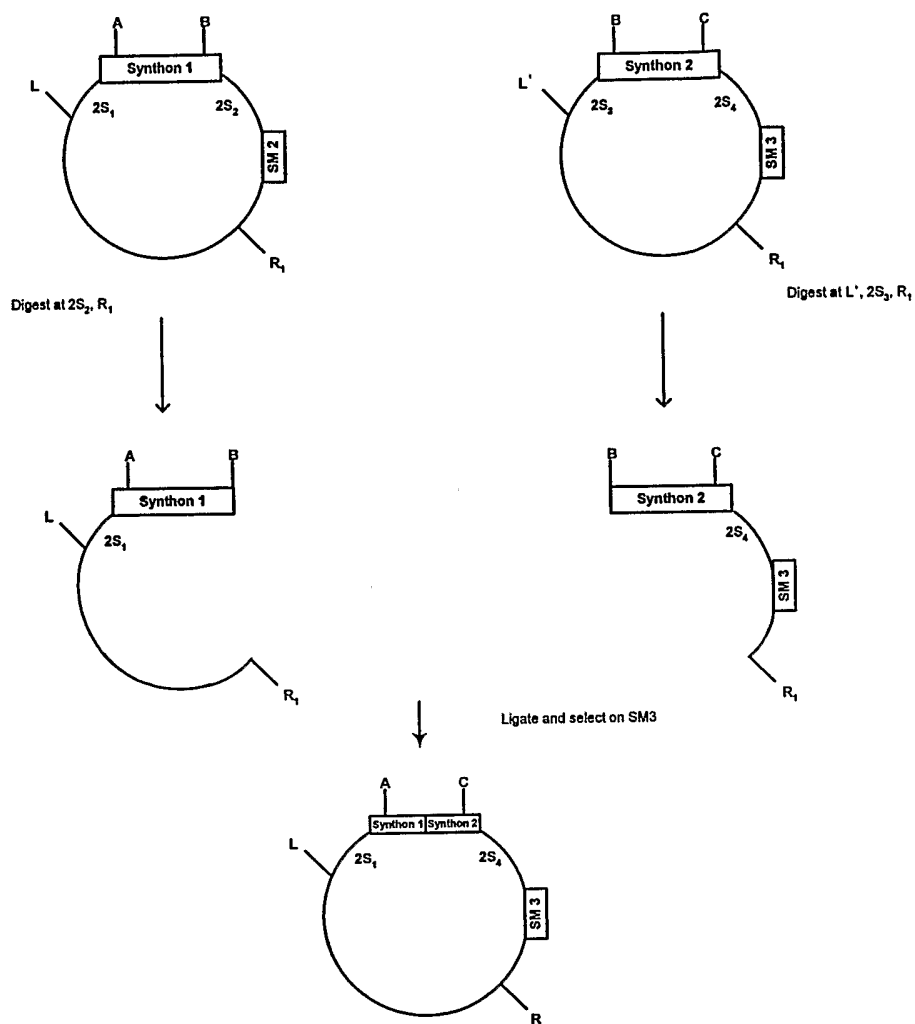 A B
Synthon 1
L
2S1 2S2
SM 2
R1
B C
Synthon 2
L'
2S3 2S4
SM 3
R1
Digest at 2S2, R1
Digest at L', 2S3, R1
A B
Synthon 1
L
2S1
R1
B C
Synthon 2
2S4
SM 3
R1
Ligate and select on SM3
A C
Synthon 1 Synthon 2
L
2S1 2S4
SM 3
R